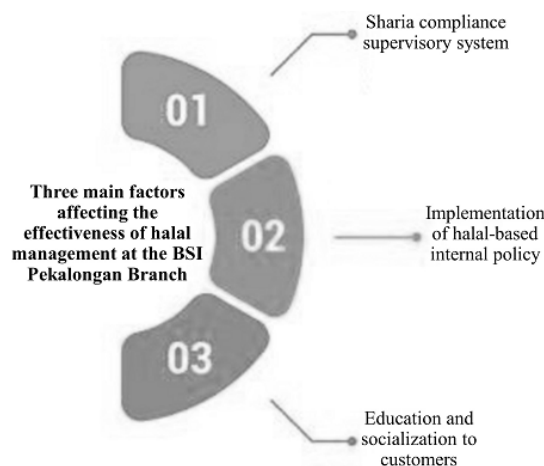 Three main factors
affecting the
effectiveness of halal
management at the BSI
Pekalongan Branch
01
Sharia compliance
supervisory system
02
Implementation
of halal-based
internal policy
03
Education and
socialization to
customers